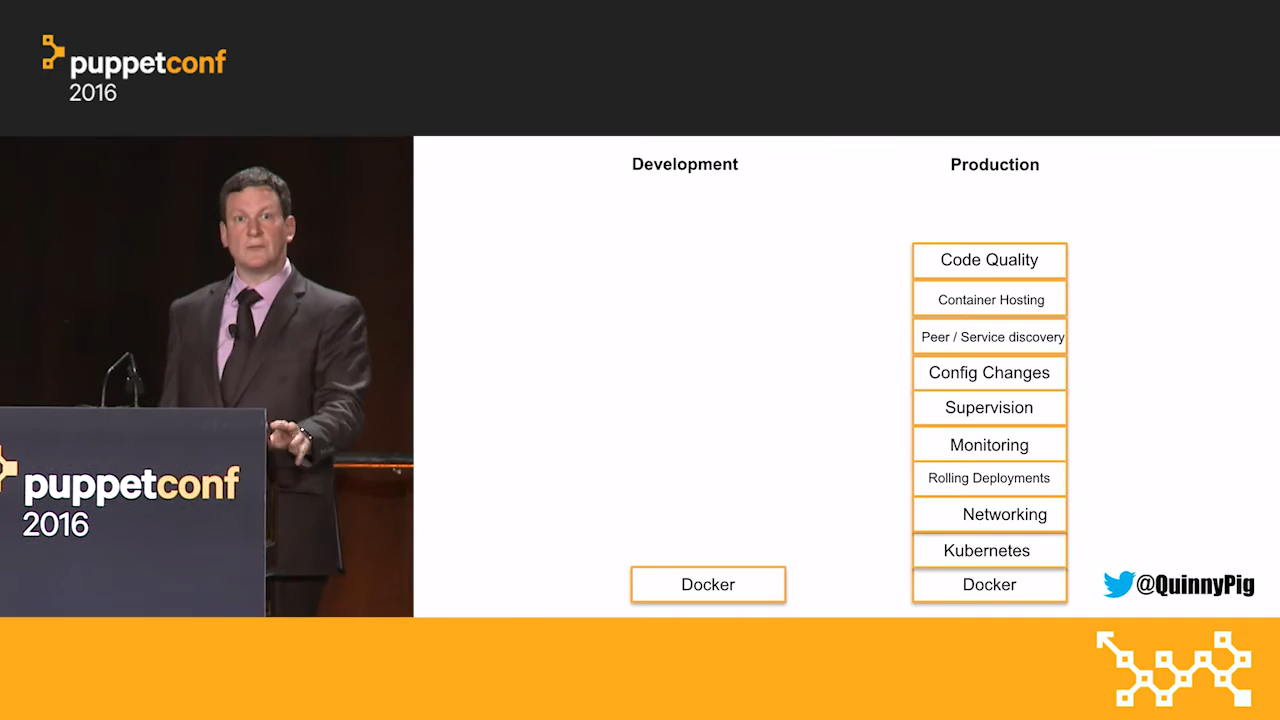 puppetconf
2016
puppetconf
2016
Development
Docker
Production
Code Quality
Container Hosting
Peer / Service discovery
Config Changes
Supervision
Monitoring
Rolling Deployments
Networking
Kubernetes
Docker
@QuinnyPig